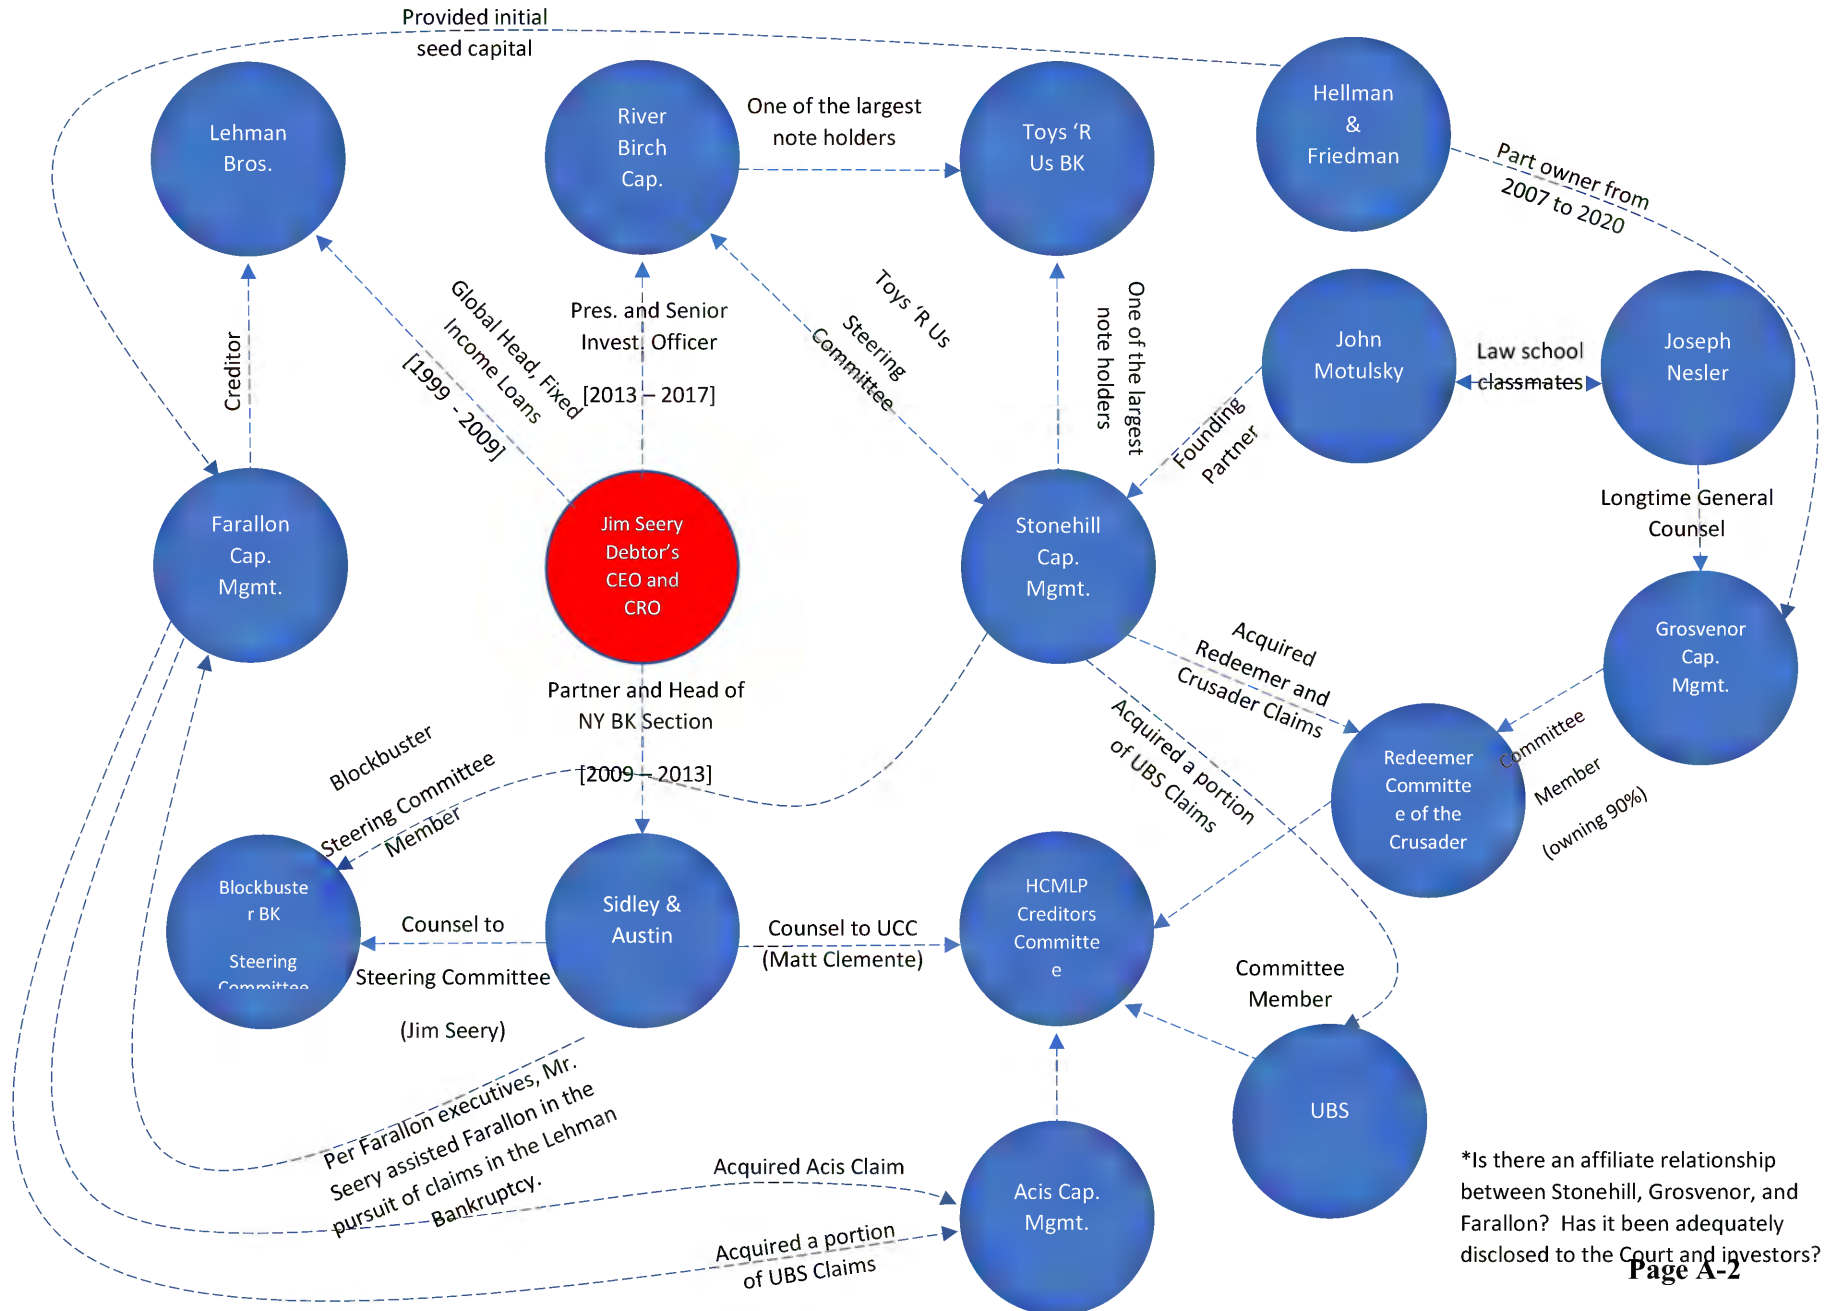 Provided initial
seed capital
Lehman
Bros.
River
Birch
Cap.
One of the largest
note holders
Toys ‘R
Us BK
Hellman
&
Friedman
Part owner from
2007 to 2020
Creditor
Global Head, Fixed
Income Loans
[1999 - 2009]
Pres. and Senior
Invest. Officer
[2013 – 2017]
Toys ‘R Us
Steering
Committee
One of the largest
note holders
John
Motulsky
Law school
classmates
Joseph
Nesler
Founding
Partner
Longtime General
Counsel
Farallon
Cap.
Mgmt.
Jim Seery
Debtor’s
CEO and
CRO
Stonehill
Cap.
Mgmt.
Grosvenor
Cap.
Mgmt.
Partner and Head of
NY BK Section
[2009 – 2013]
Acquired
Redeemer and
Crusader Claims
Acquired a portion
of UBS Claims
Redeemer
Committe
e of the
Crusader
Committee
Member
(owning 90%)
Blockbuster
Steering Committee
Member
Blockbuste
r BK
Steering
Committee
Counsel to
Steering Committee
(Jim Seery)
Sidley &
Austin
Counsel to UCC
(Matt Clemente)
HCMLP
Creditors
Committe
e
Committee
Member
UBS
Per Farallon executives, Mr.
Seery assisted Farallon in the
pursuit of claims in the Lehman
Bankruptcy.
Acquired Acis Claim
Acquired a portion
of UBS Claims
Acis Cap.
Mgmt.
*Is there an affiliate relationship
between Stonehill, Grosvenor, and
Farallon?  Has it been adequately
disclosed to the Court and investors?
Page A-2